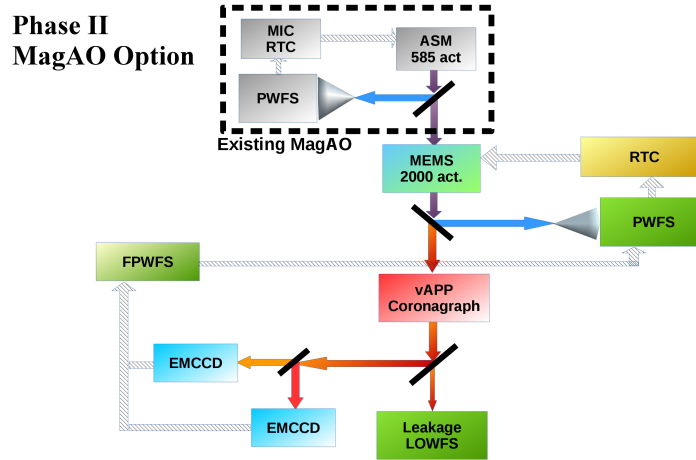 Phase II
MagAO Option
MIC
RTC
ASM
585 act
PWFS
Existing MagAO
MEMS
2000 act.
RTC
PWFS
FPWFS
vAPP
Coronagraph
EMCCD
EMCCD
Leakage
LOWFS